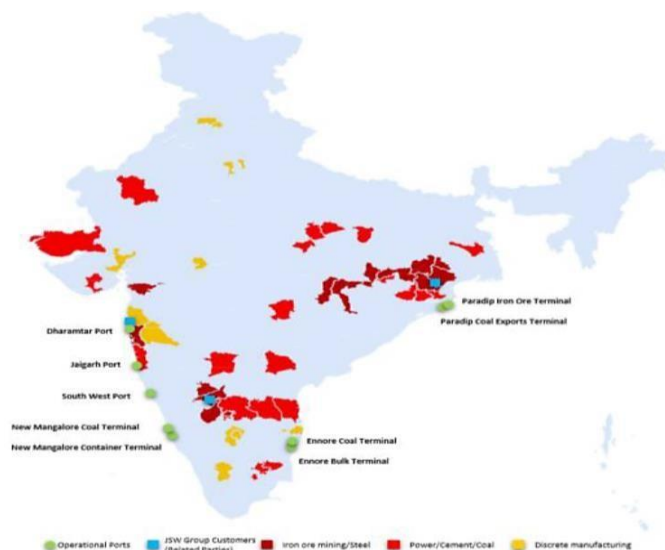 Paradip Iron Ore Terminal
Paradip Coal Exports Terminal
Dharamtar Port
Jaigarh Port
South West Port
New Mangalore Coal Terminal
New Mangalore Container Terminal
Ennore Coal Terminal
Ennore Bulk Terminal
Operational Ports
JSW Group Customers
(Related Parties)
Iron ore mining/Steel
Power/Cement/Coal
Discrete manufacturing